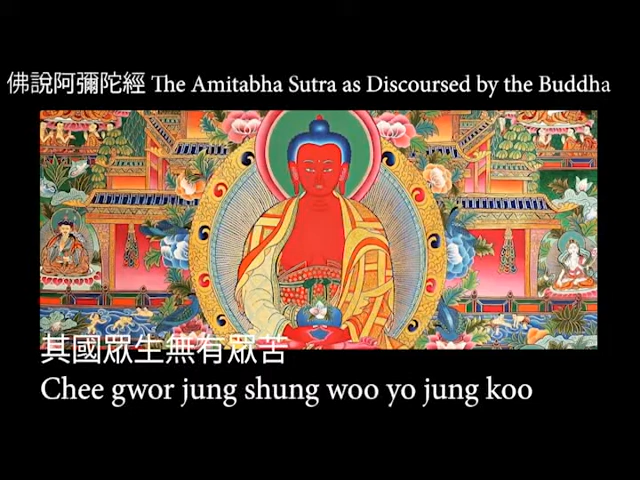 佛說阿彌陀經 The Amitabha Sutra as Discoursed by the Buddha
其國眾生無有眾苦
Chee gwor jung shung woo yo jung koo